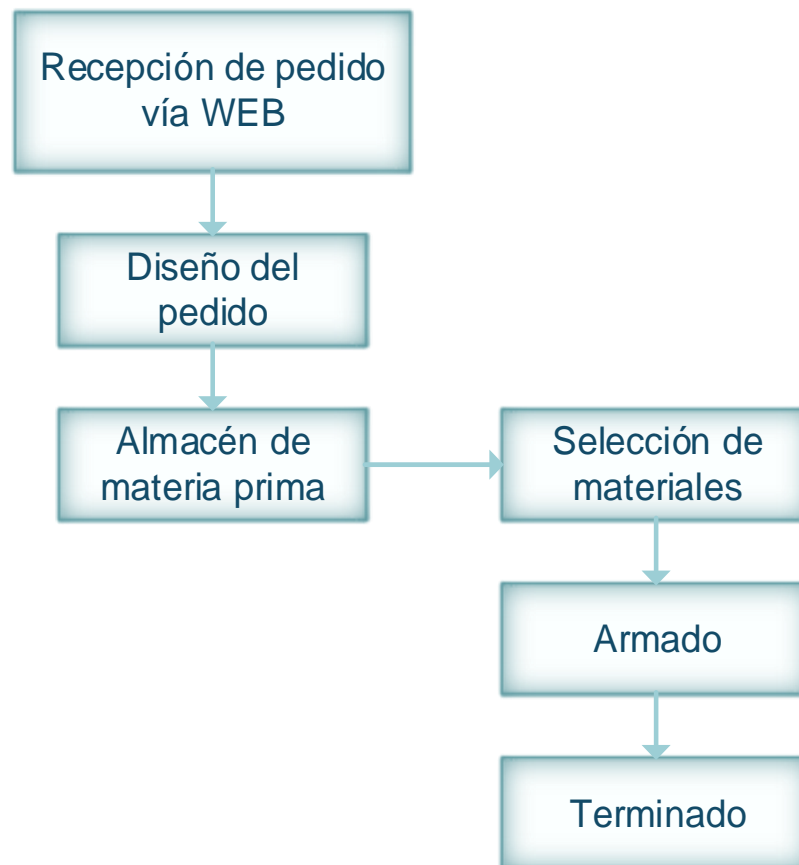 Recepción de pedido
vía WEB
Diseño del
pedido
Almacén de
materia prima
Selección de
materiales
Armado
Terminado